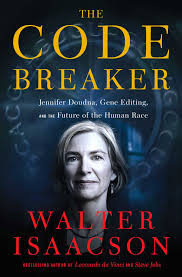 THE
CODE
BREAKER
Jennifer Doudna, Gene Editing,
AND THE Future of the Human Race
WALTER
ISAACSON
BESTSELLING AUTHOR OF Leonardo da Vinci AND Steve Jobs